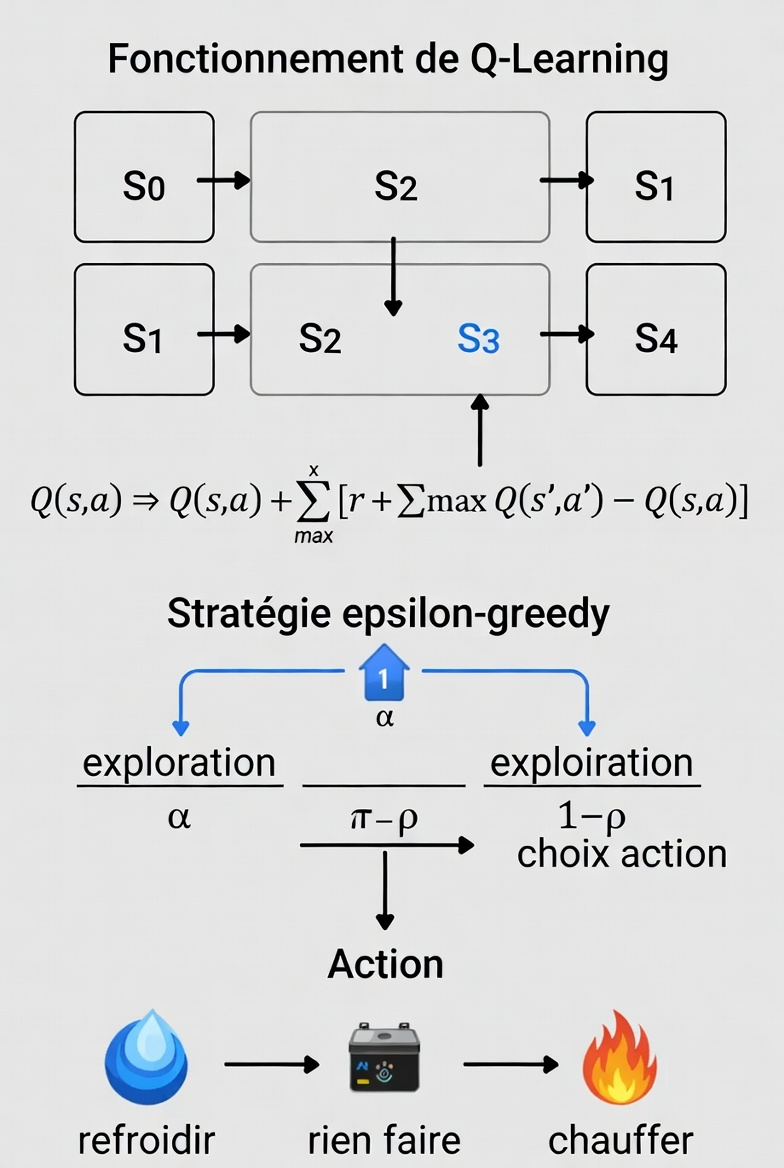 Fonctionnement de Q-Learning
S0 S2 S1
S1 S2 S3 S4
x
Q(s,a) ⇒ Q(s,a) + ∑ [r + ∑max Q(s’,a’) − Q(s,a)]
max
Stratégie epsilon-greedy
1
α
exploration exploiration
α π−ρ 1−ρ
choix action
Action
refroidir rien faire chauffer